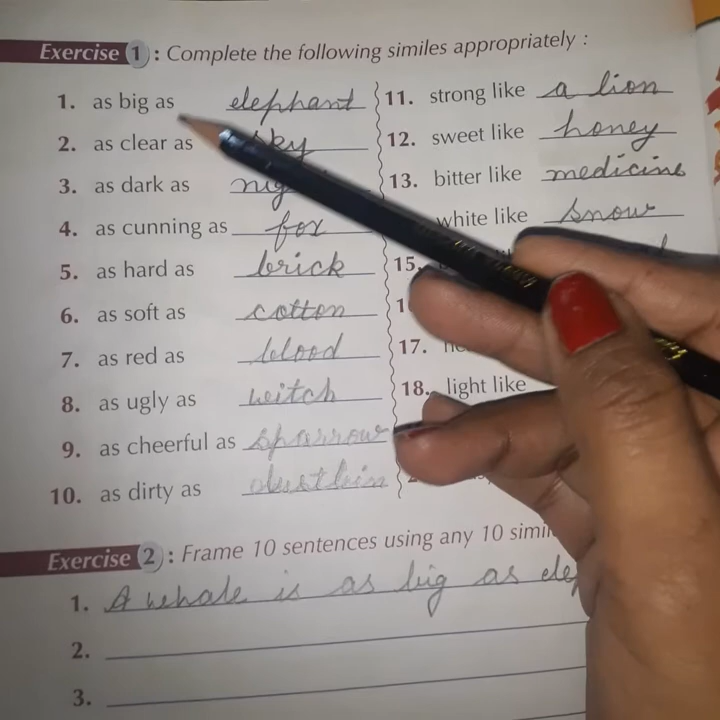 Exercise 1 : Complete the following similes appropriately :
1. as big as elephant
2. as clear as sky
3. as dark as
4. as cunning as fox
5. as hard as brick
6. as soft as cotton
7. as red as blood
8. as ugly as witch
9. as cheerful as sparrow
10. as dirty as dustbin
11. strong like a lion
12. sweet like honey
13. bitter like medicine
white like snow
15.
17.
18. light like
Exercise 2 : Frame 10 sentences using any 10
1. A whale is as big as
2.
3.